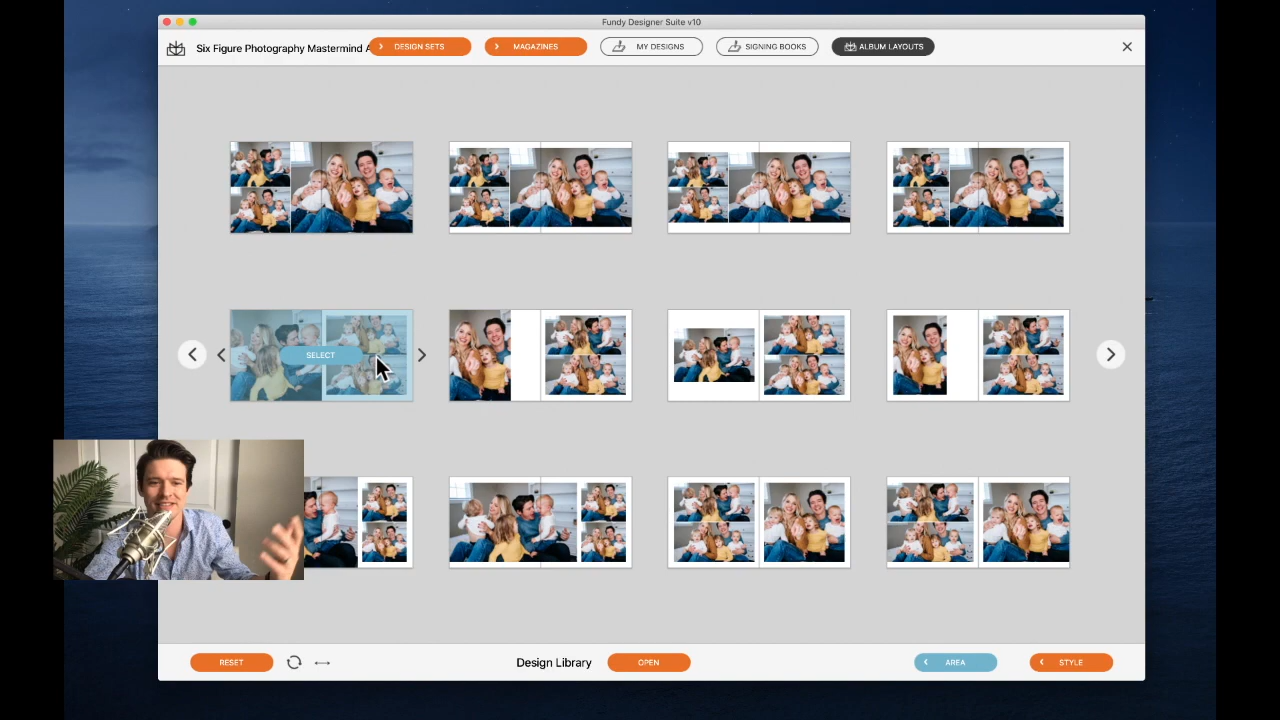 Fundy Designer Suite v10
Six Figure Photography Mastermind A
DESIGN SETS
MAGAZINES
MY DESIGNS
SIGNING BOOKS
ALBUM LAYOUTS
SELECT
RESET
Design Library
OPEN
AREA
STYLE